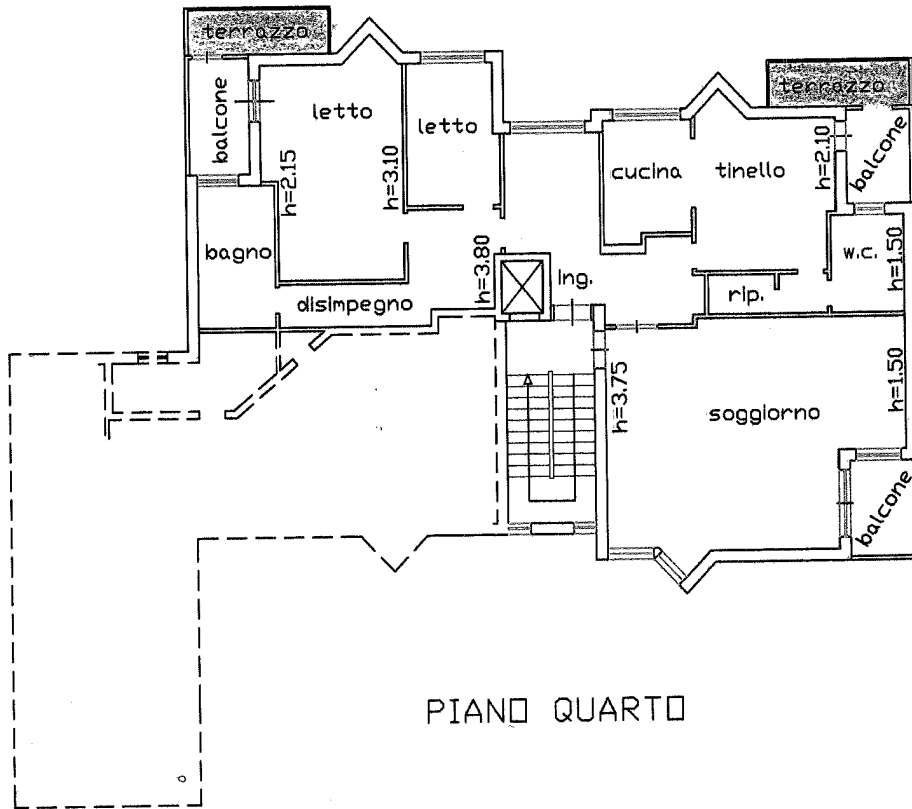 terrazzo
balcone
letto
letto
h=2.15
h=3.10
bagno
disimpegno
h=3.80
ing.
cucina
tinello
h=2.10
terrazzo
balcone
w.c.
h=1.50
rip.
h=3.75
soggiorno
h=1.50
balcone
PIANO QUARTO